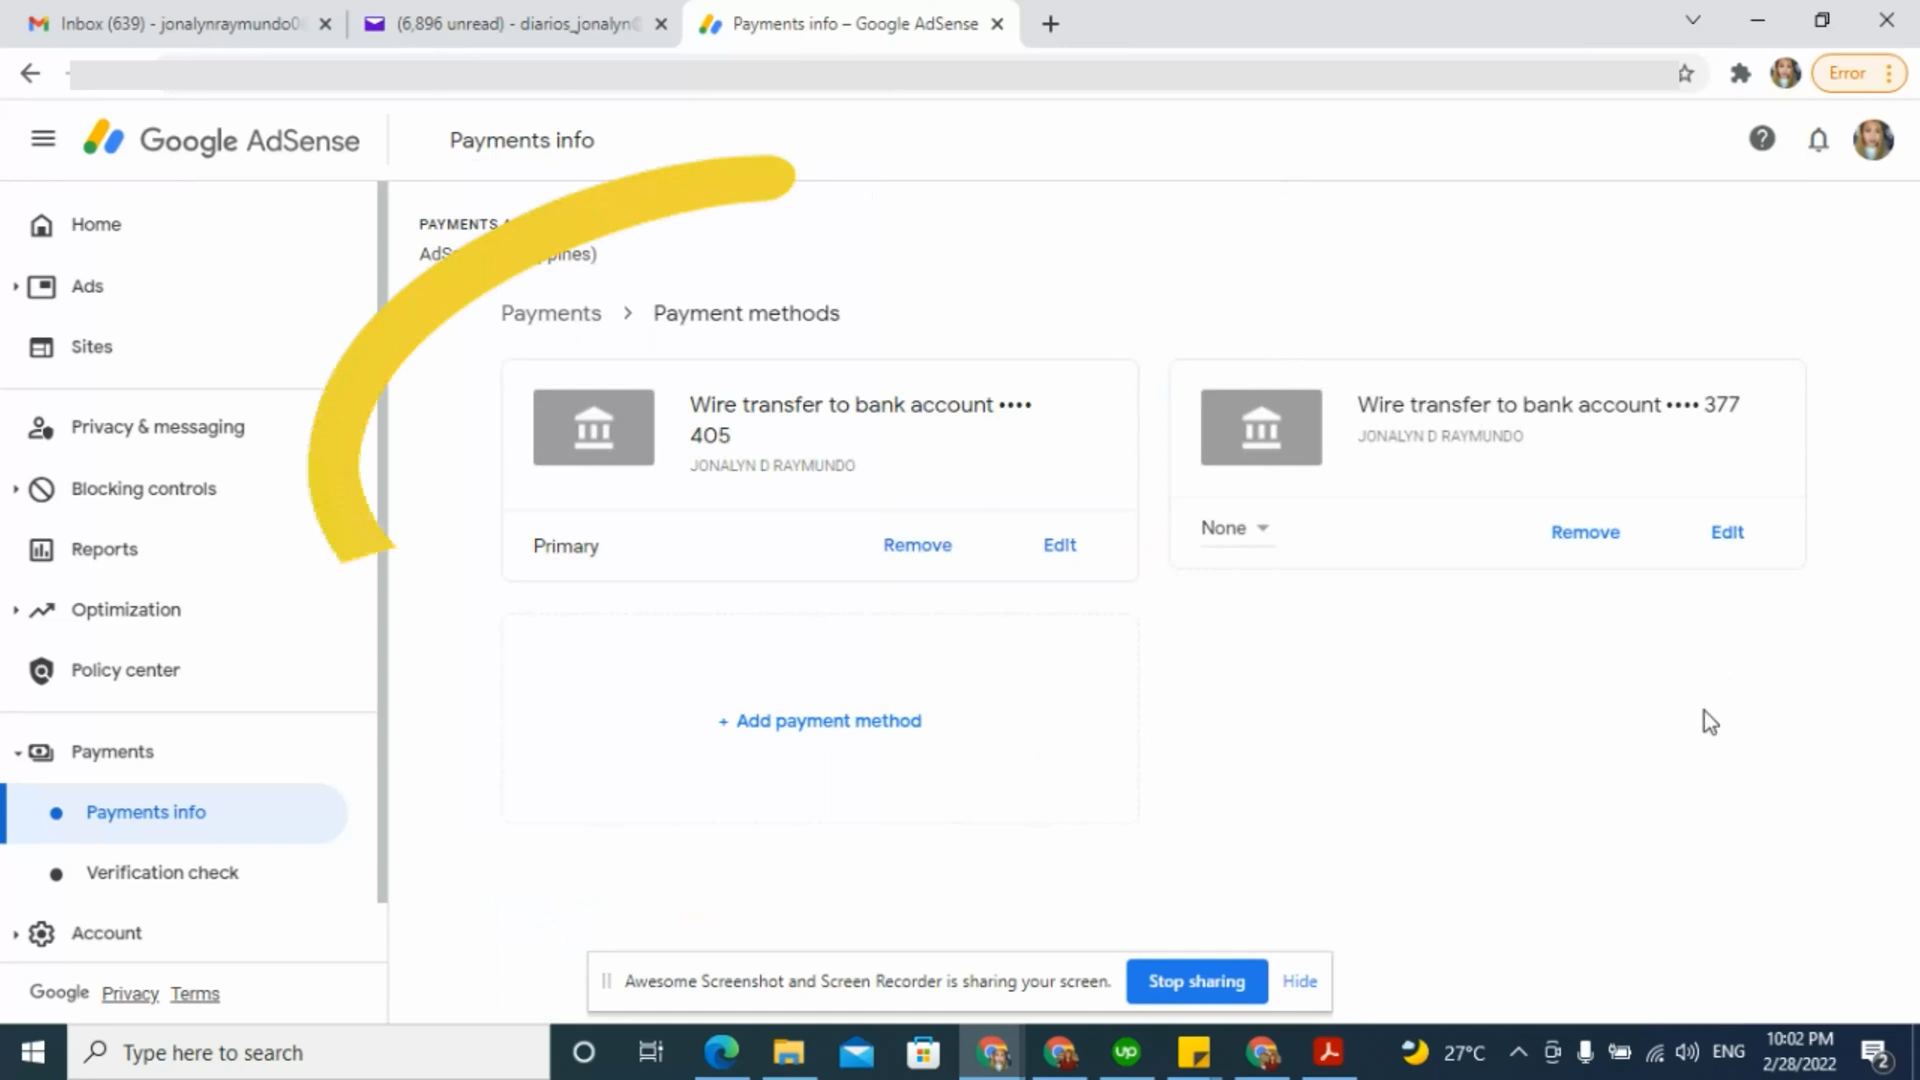 Inbox (639) - jonalynraymundo0
(6,896 unread) - diarios_jonalyn
Payments info – Google AdSense
Error
Google AdSense
Payments info
Home
Ads
Sites
Privacy & messaging
Blocking controls
Reports
Optimization
Policy center
Payments
Payments info
Verification check
Account
Google Privacy Terms
PAYMENTS
pines)
Payments > Payment methods
Wire transfer to bank account ••••
405
JONALYN D RAYMUNDO
Primary
Remove
Edit
Wire transfer to bank account •••• 377
JONALYN D RAYMUNDO
None
Remove
Edit
+ Add payment method
Awesome Screenshot and Screen Recorder is sharing your screen.
Stop sharing
Hide
Type here to search
up
27°C
ENG
10:02 PM
2/28/2022
2